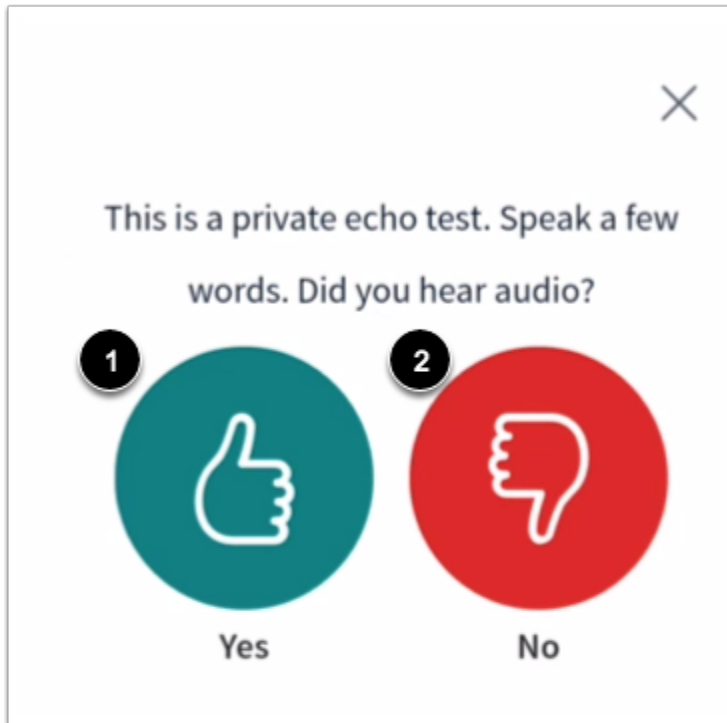 This is a private echo test. Speak a few
words. Did you hear audio?
1
2
Yes
No